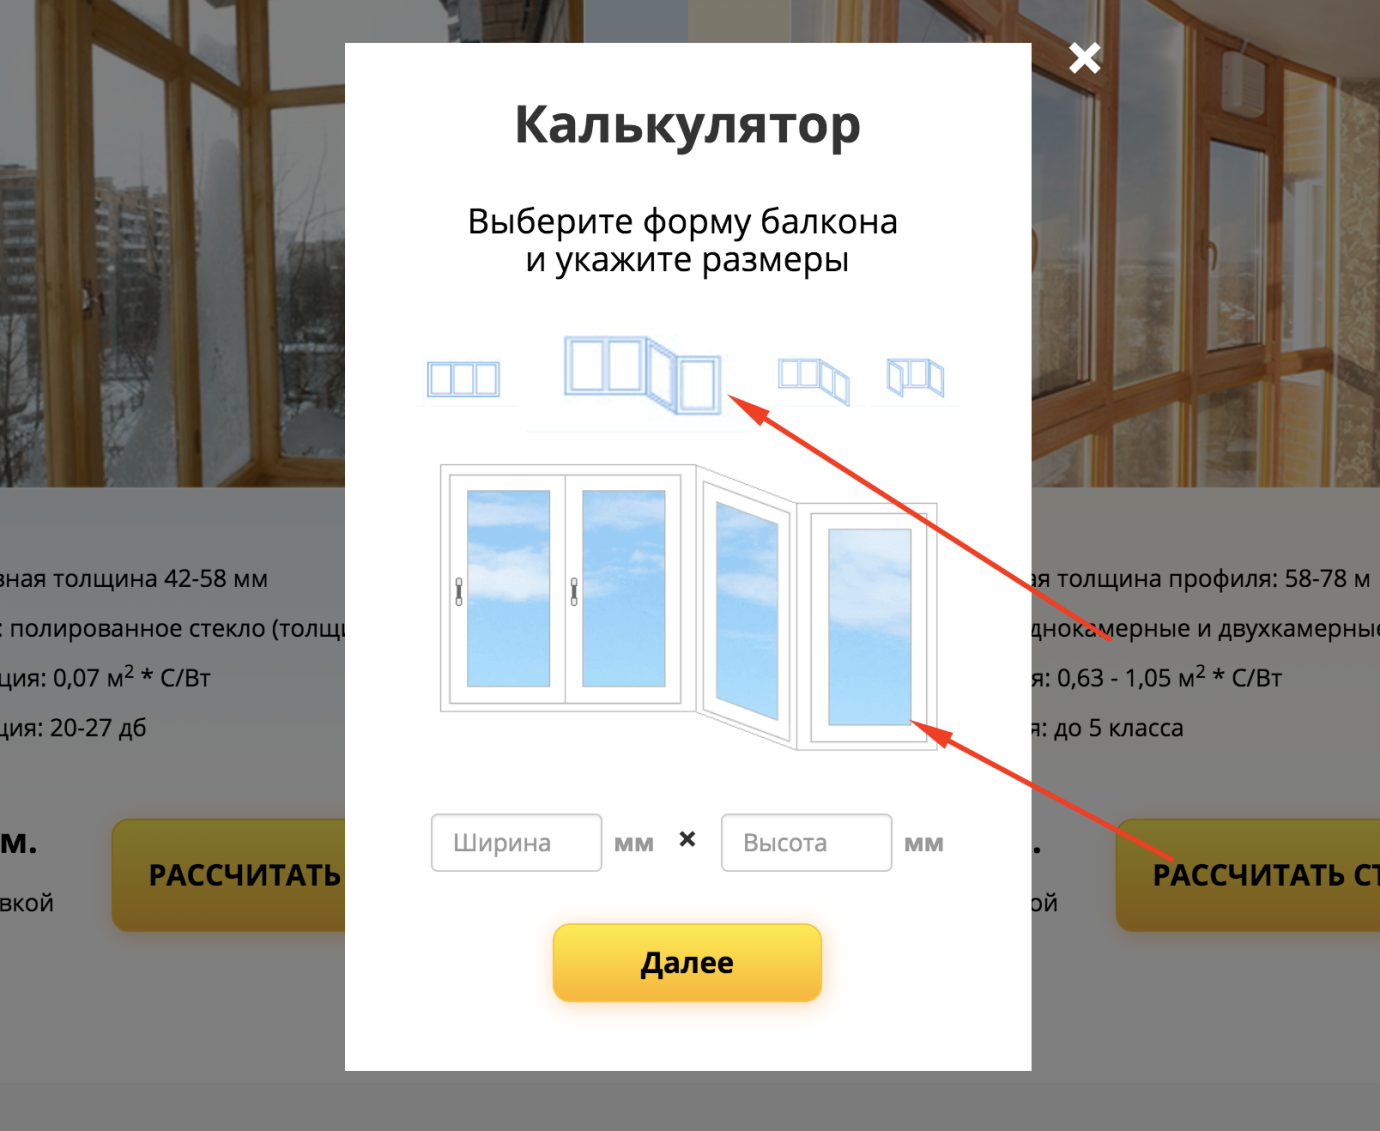 Калькулятор
Выберите форму балкона
и укажите размеры
вная толщина 42-58 мм
: полированное стекло (толщи
ция: 0,07 м² * С/Вт
ция: 20-27 дб
м.
РАССЧИТАТЬ
вкой
ая толщина профиля: 58-78 м
днокамерные и двухкамерные
я: 0,63 - 1,05 м² * С/Вт
я: до 5 класса
.
РАССЧИТАТЬ СТ
ой
Ширина мм × Высота мм
Далее